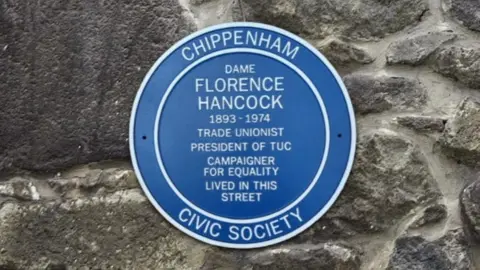 CHIPPENHAM
DAME
FLORENCE
HANCOCK
1893 - 1974
TRADE UNIONIST
PRESIDENT OF TUC
CAMPAIGNER
FOR EQUALITY
LIVED IN THIS
STREET
CIVIC SOCIETY